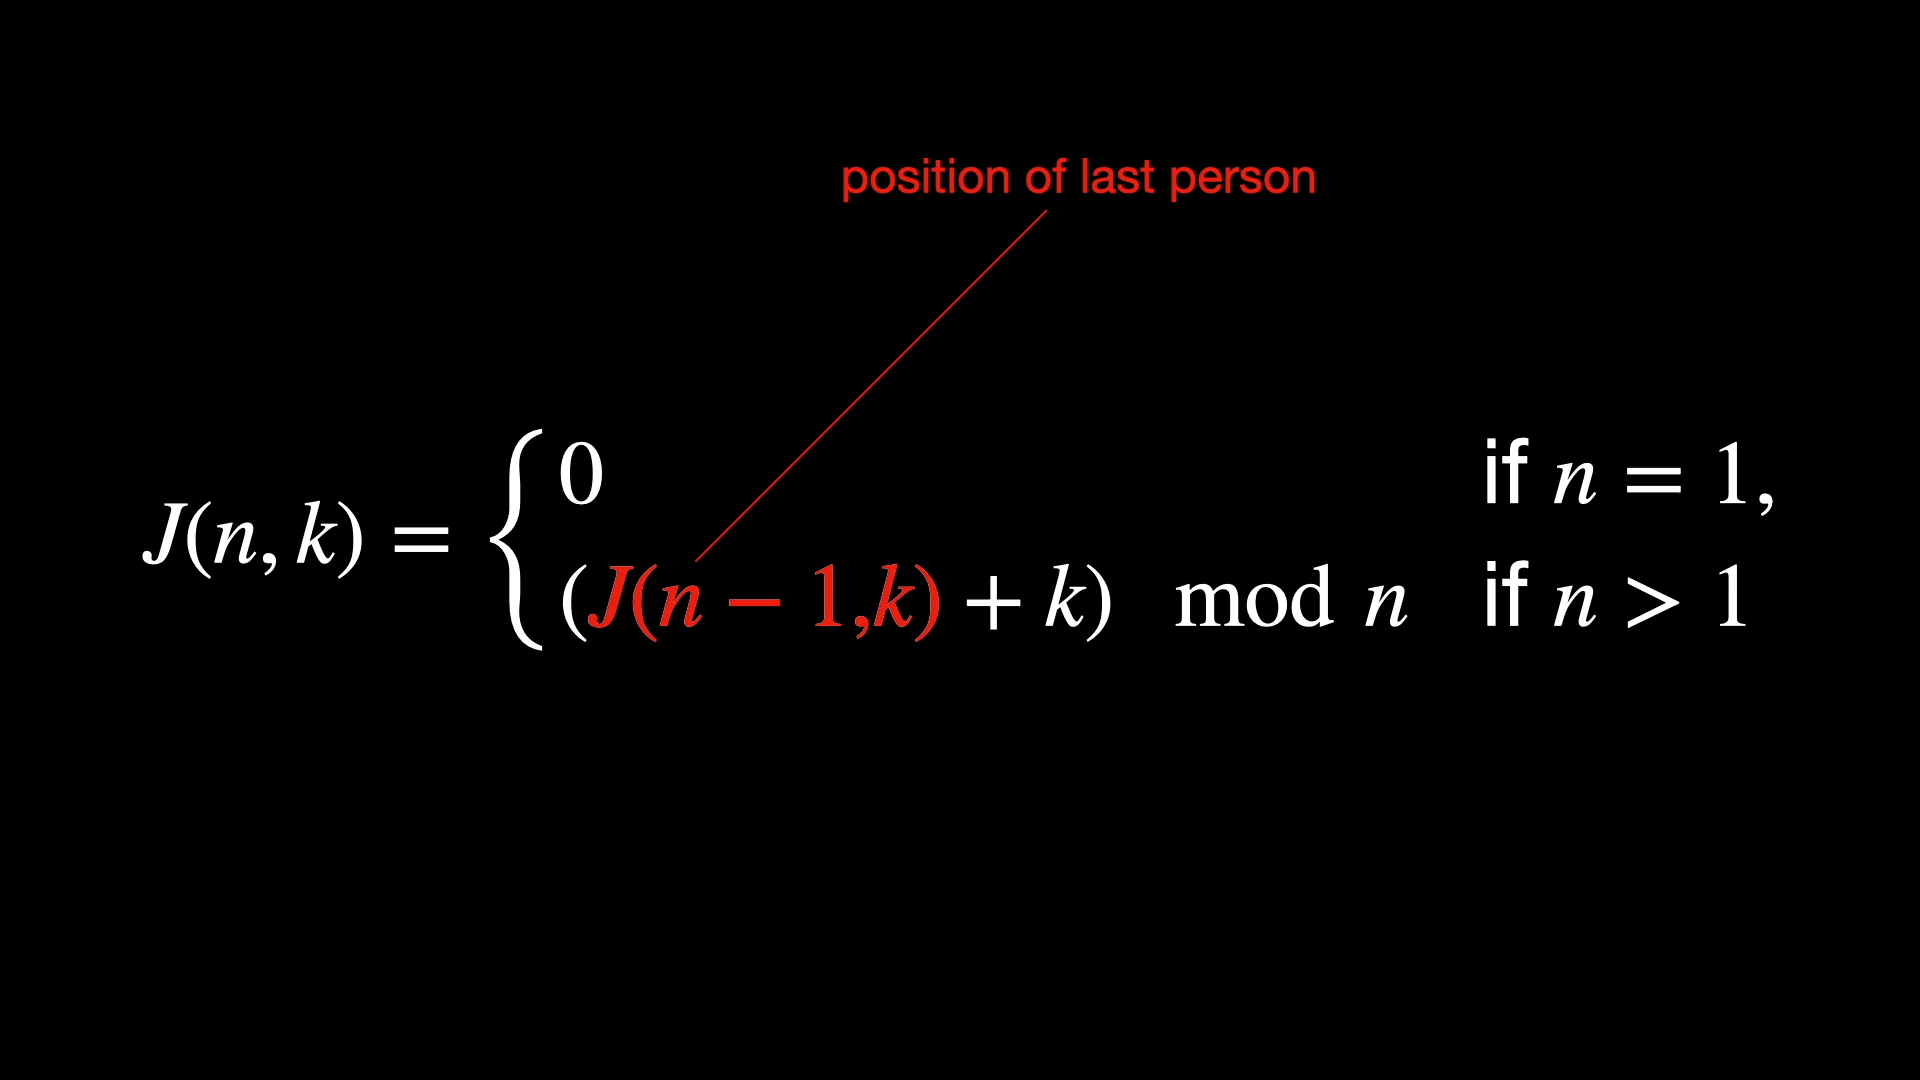 position of last person
J(n, k) = { 0 if n = 1,
(J(n − 1,k) + k) mod n if n > 1